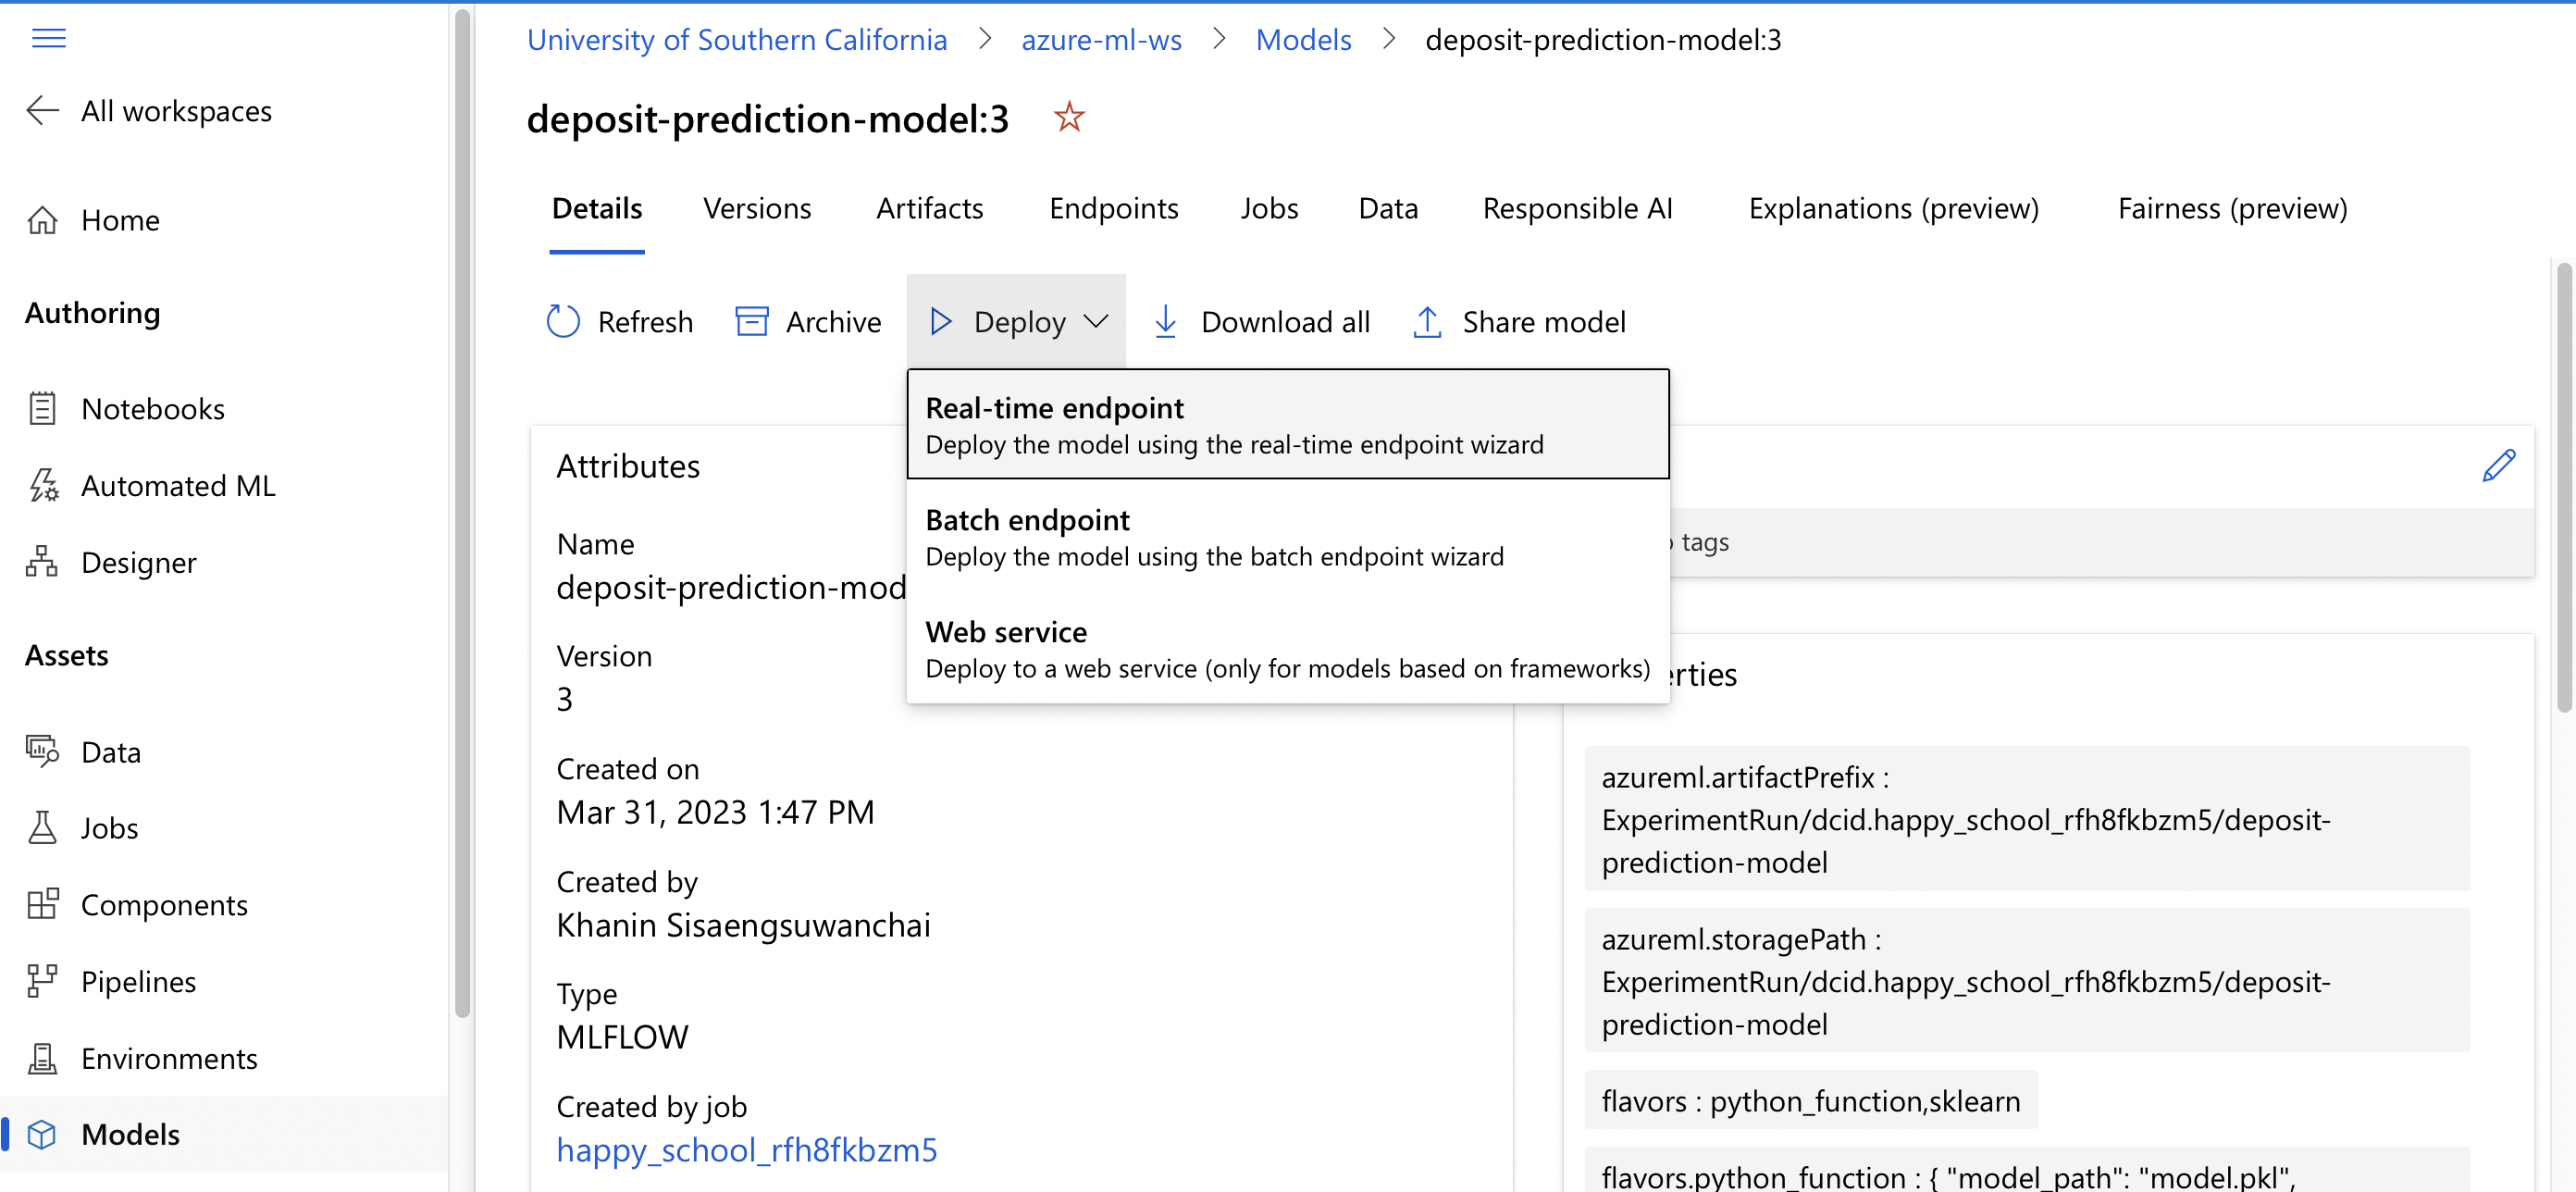 All workspaces
Home
Authoring
Notebooks
Automated ML
Designer
Assets
Data
Jobs
Components
Pipelines
Environments
Models
University of Southern California > azure-ml-ws > Models > deposit-prediction-model:3
deposit-prediction-model:3
Details Versions Artifacts Endpoints Jobs Data Responsible AI Explanations (preview) Fairness (preview)
Refresh Archive Deploy Download all Share model
Real-time endpoint
Deploy the model using the real-time endpoint wizard
Batch endpoint
Deploy the model using the batch endpoint wizard
Web service
Deploy to a web service (only for models based on frameworks)
Attributes
Name
deposit-prediction-mod
Version
3
Created on
Mar 31, 2023 1:47 PM
Created by
Khanin Sisaengsuwanchai
Type
MLFLOW
Created by job
happy_school_rfh8fkbzm5
tags
erties
azureml.artifactPrefix :
ExperimentRun/dcid.happy_school_rfh8fkbzm5/deposit-
prediction-model
azureml.storagePath :
ExperimentRun/dcid.happy_school_rfh8fkbzm5/deposit-
prediction-model
flavors : python_function,sklearn
flavors.python_function : { "model_path": "model.pkl",